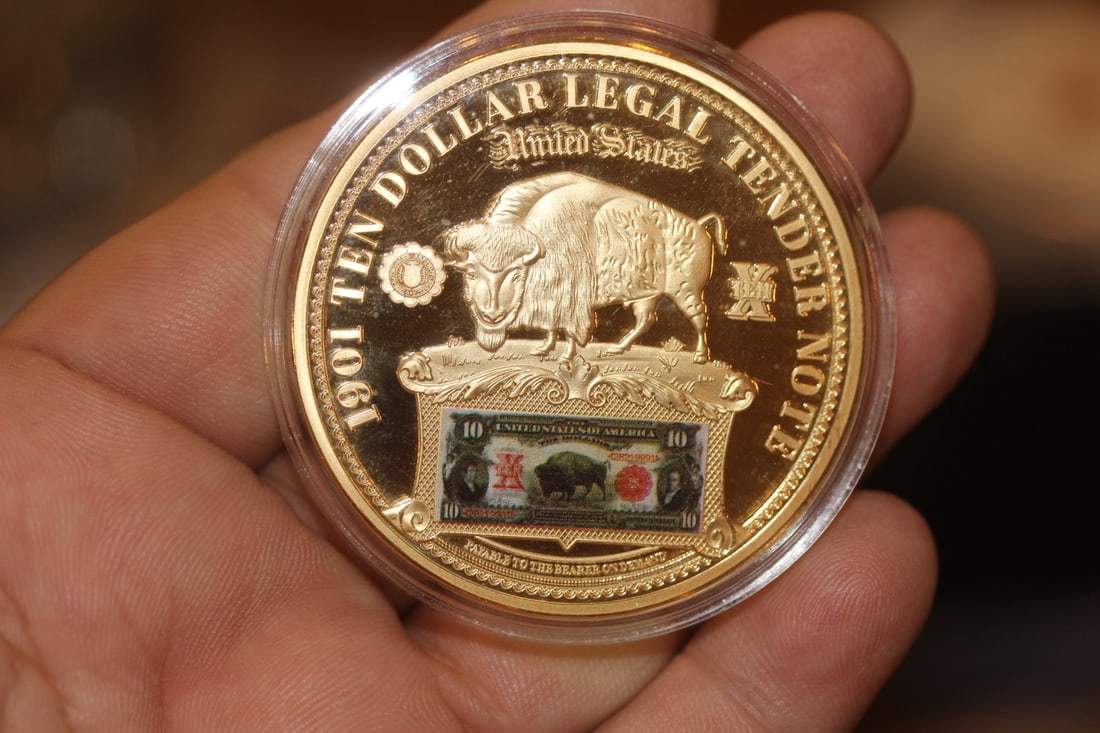 1901 TEN DOLLAR LEGAL TENDER NOTE
United States
TEN
10 UNITED STATES OF AMERICA 10
10 10
PAYABLE TO THE BEARER ON DEMAND